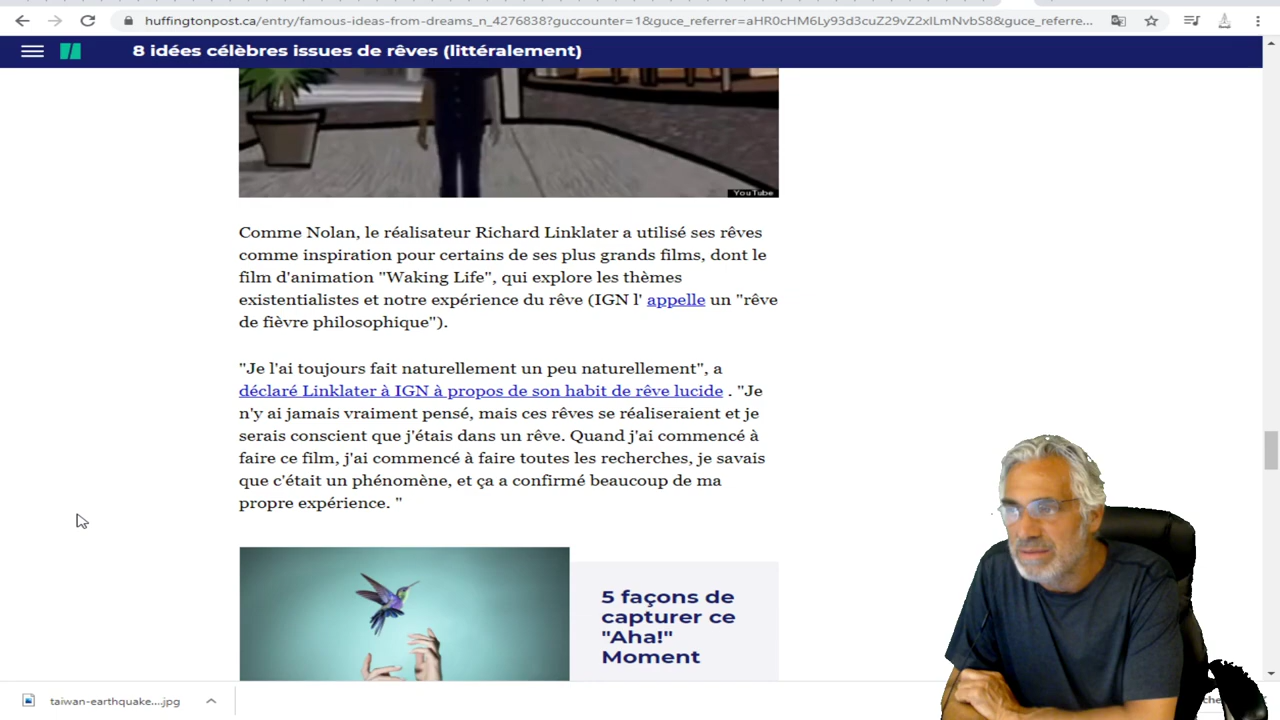 huffingtonpost.ca/entry/famous-ideas-from-dreams_n_4276838?guccounter=1&guce_referrer=aHR0cHM6Ly93d3cuZ29vZ2xlLmNvbS8&guce_referre...
8 idées célèbres issues de rêves (littéralement)
YouTube
Comme Nolan, le réalisateur Richard Linklater a utilisé ses rêves
comme inspiration pour certains de ses plus grands films, dont le
film d'animation "Waking Life", qui explore les thèmes
existentialistes et notre expérience du rêve (IGN l' appelle un "rêve
de fièvre philosophique").
"Je l'ai toujours fait naturellement un peu naturellement", a
déclaré Linklater à IGN à propos de son habit de rêve lucide . "Je
n'y ai jamais vraiment pensé, mais ces rêves se réaliseraient et je
serais conscient que j'étais dans un rêve. Quand j'ai commencé à
faire ce film, j'ai commencé à faire toutes les recherches, je savais
que c'était un phénomène, et ça a confirmé beaucoup de ma
propre expérience. "
5 façons de
capturer ce
"Aha!"
Moment
taiwan-earthquake....jpg